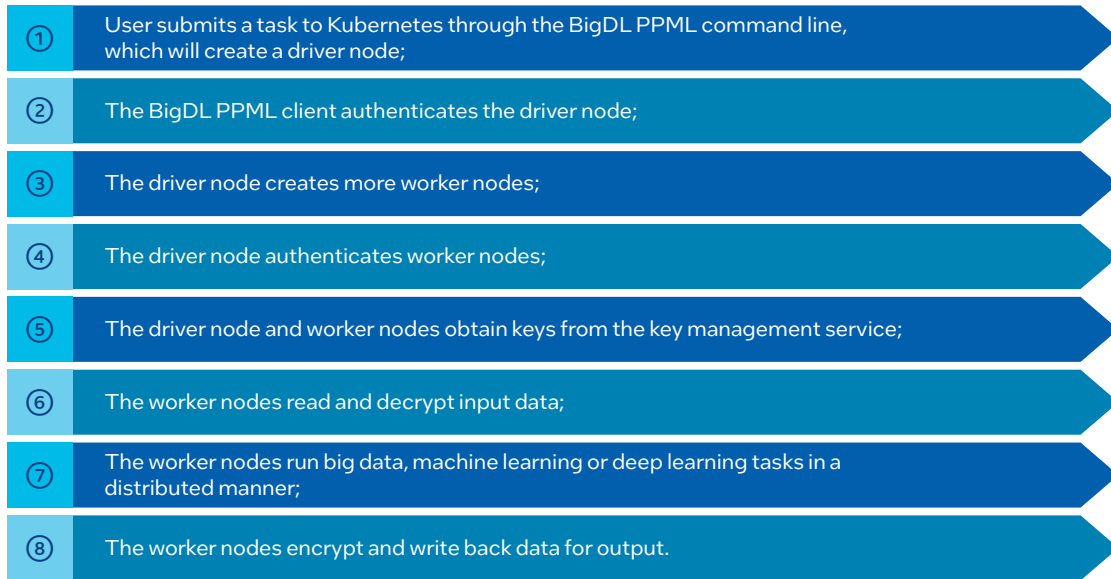 ①
User submits a task to Kubernetes through the BigDL PPML command line,
which will create a driver node;
②
The BigDL PPML client authenticates the driver node;
③
The driver node creates more worker nodes;
④
The driver node authenticates worker nodes;
⑤
The driver node and worker nodes obtain keys from the key management service;
⑥
The worker nodes read and decrypt input data;
⑦
The worker nodes run big data, machine learning or deep learning tasks in a
distributed manner;
⑧
The worker nodes encrypt and write back data for output.